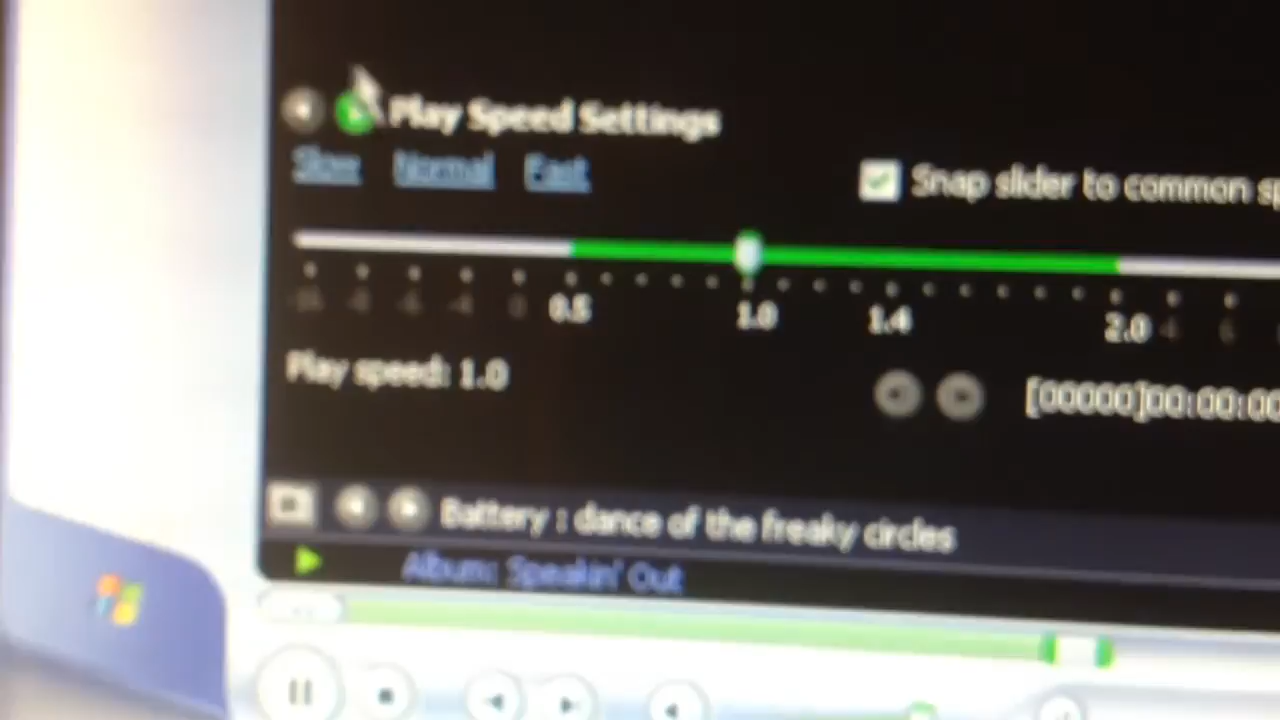 Play Speed Settings
Slow Normal Fast
Snap slider to common
0.5 1.0 1.4 2.0
Play speed: 1.0
[00000]00:00:00
Battery : dance of the freaky circles
Album: Speakin' Out